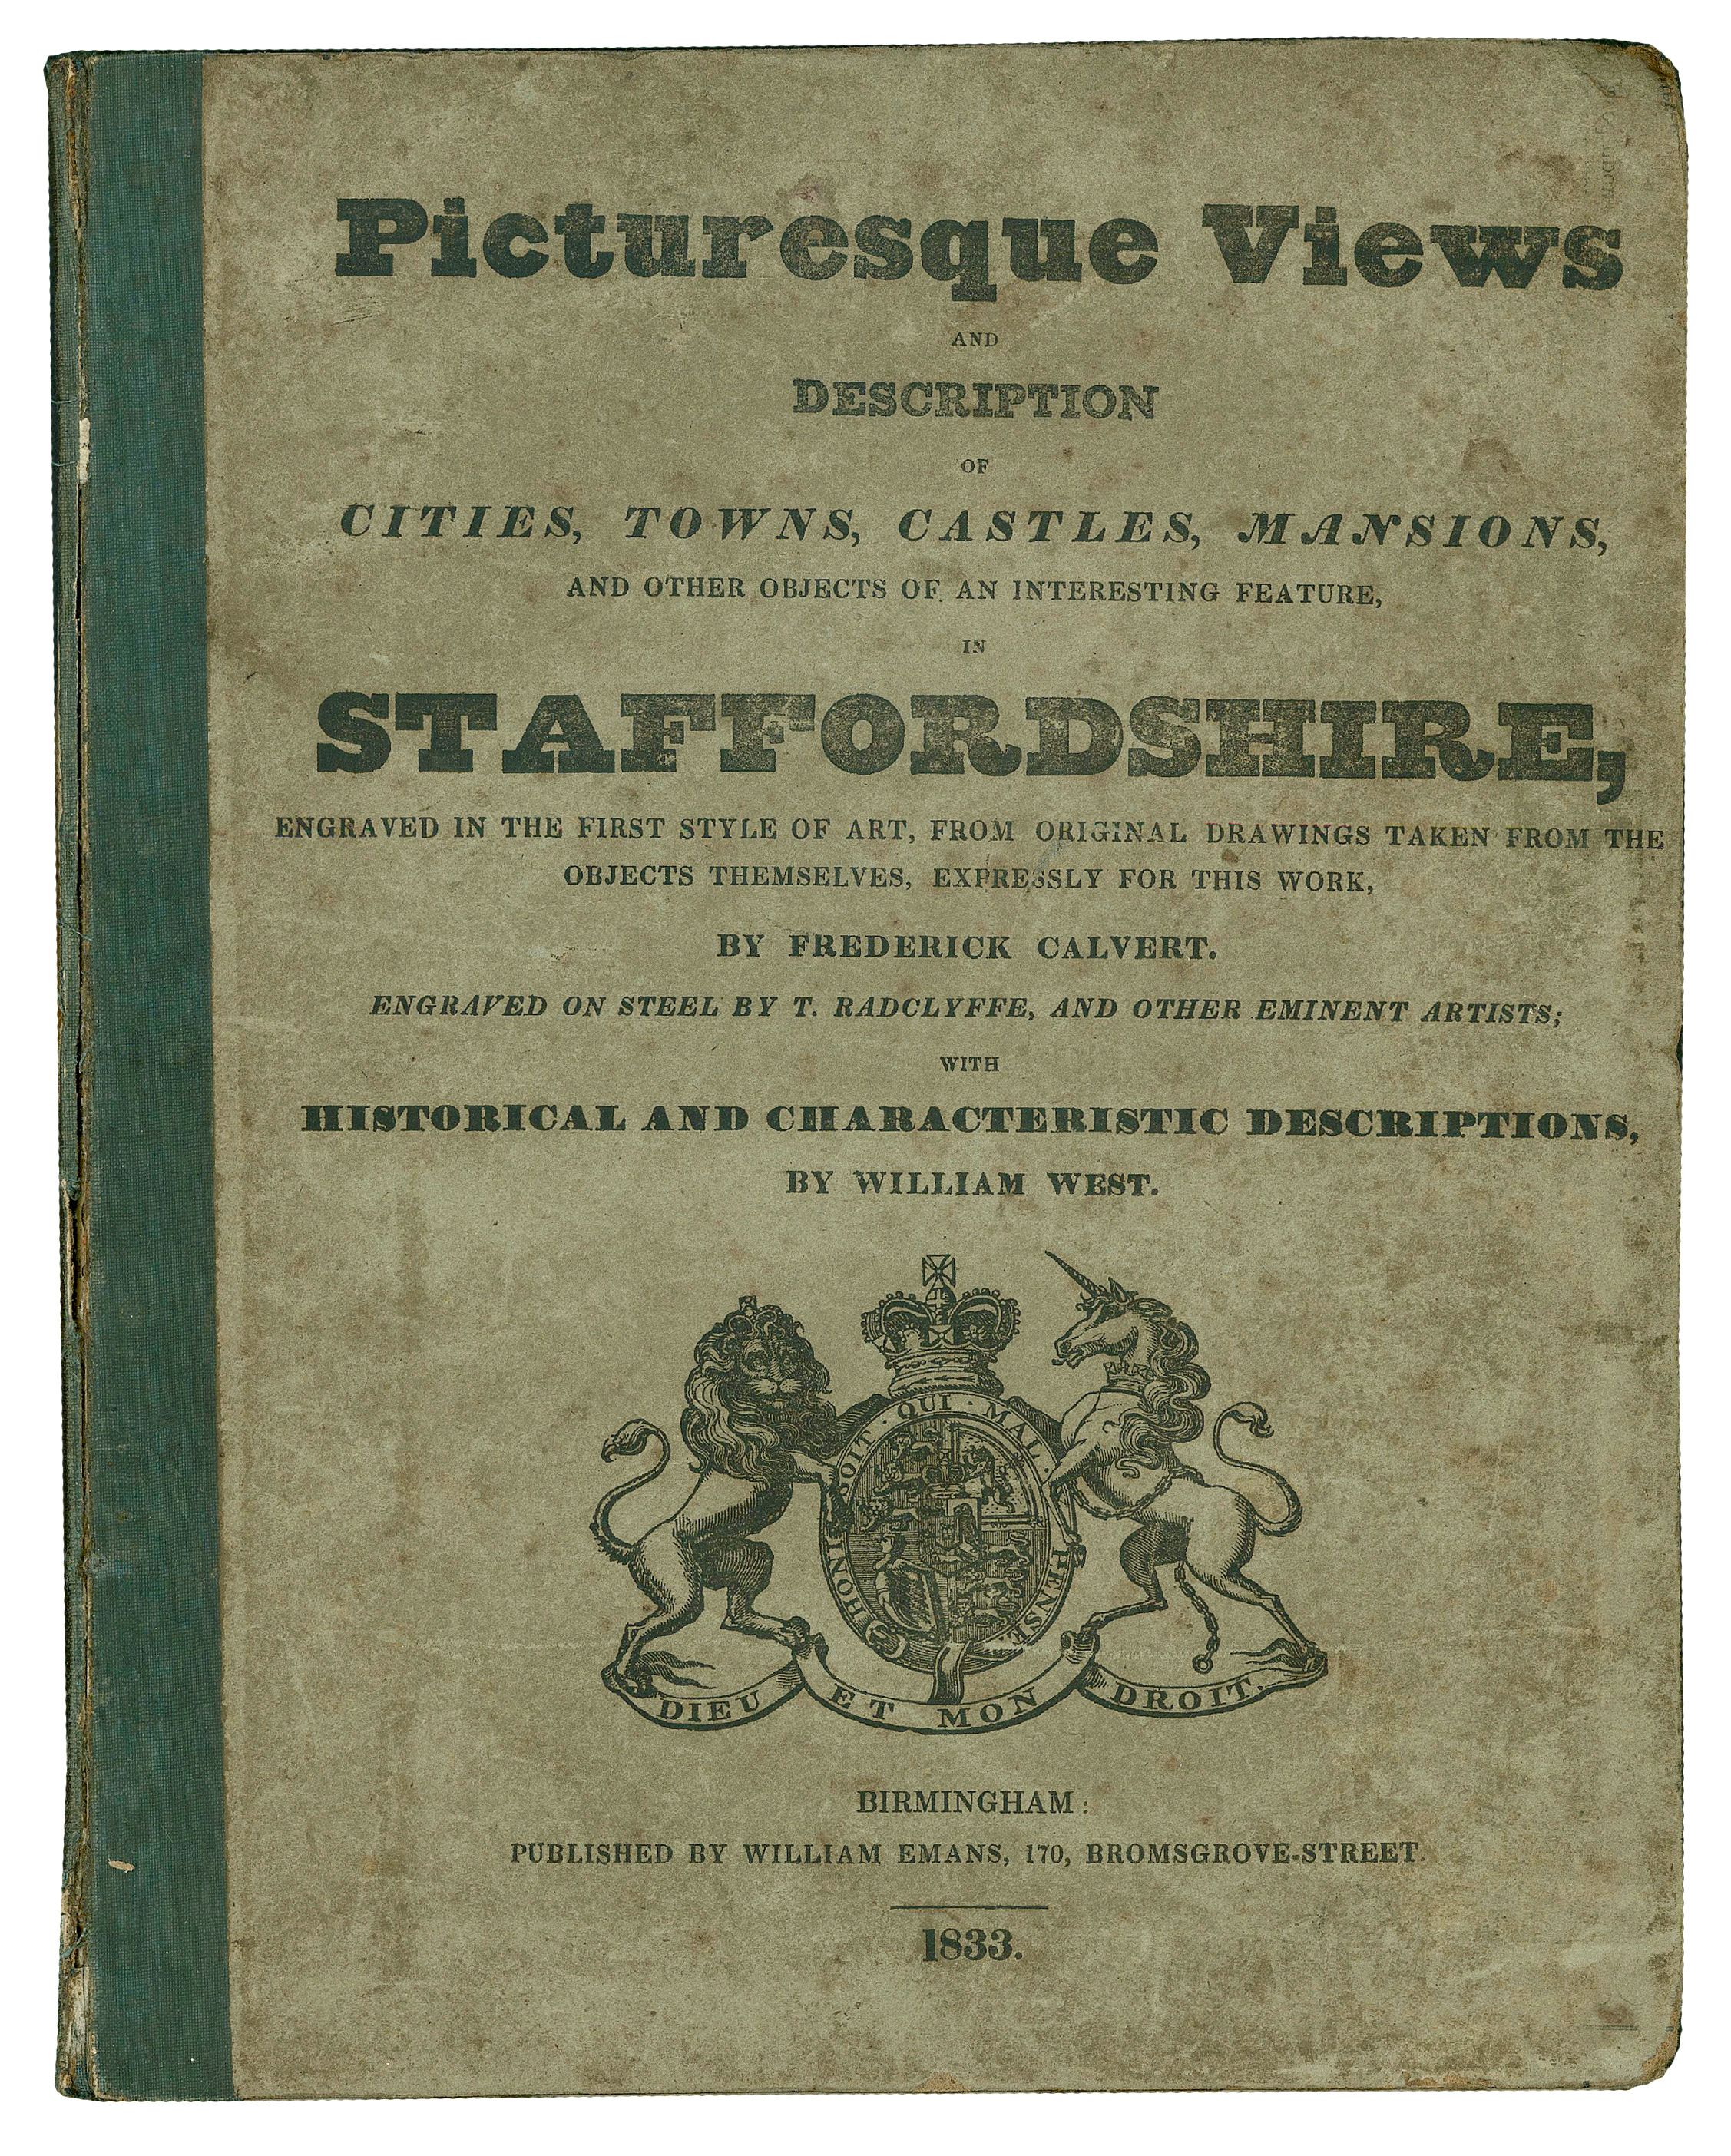 Picturesque Views
AND
DESCRIPTION
OF
CITIES, TOWNS, CASTLES, MANSIONS,
AND OTHER OBJECTS OF AN INTERESTING FEATURE,
IN
STAFFORDSHIRE,
ENGRAVED IN THE FIRST STYLE OF ART, FROM ORIGINAL DRAWINGS TAKEN FROM THE
OBJECTS THEMSELVES, EXPRESSLY FOR THIS WORK,
BY FREDERICK CALVERT.
ENGRAVED ON STEEL BY T. RADCLYFFE, AND OTHER EMINENT ARTISTS;
WITH
HISTORICAL AND CHARACTERISTIC DESCRIPTIONS,
BY WILLIAM WEST.
HONI · SOIT · QUI · MAL · PENSE
DIEU ET MON DROIT.
BIRMINGHAM:
PUBLISHED BY WILLIAM EMANS, 170, BROMSGROVE-STREET.
1833.